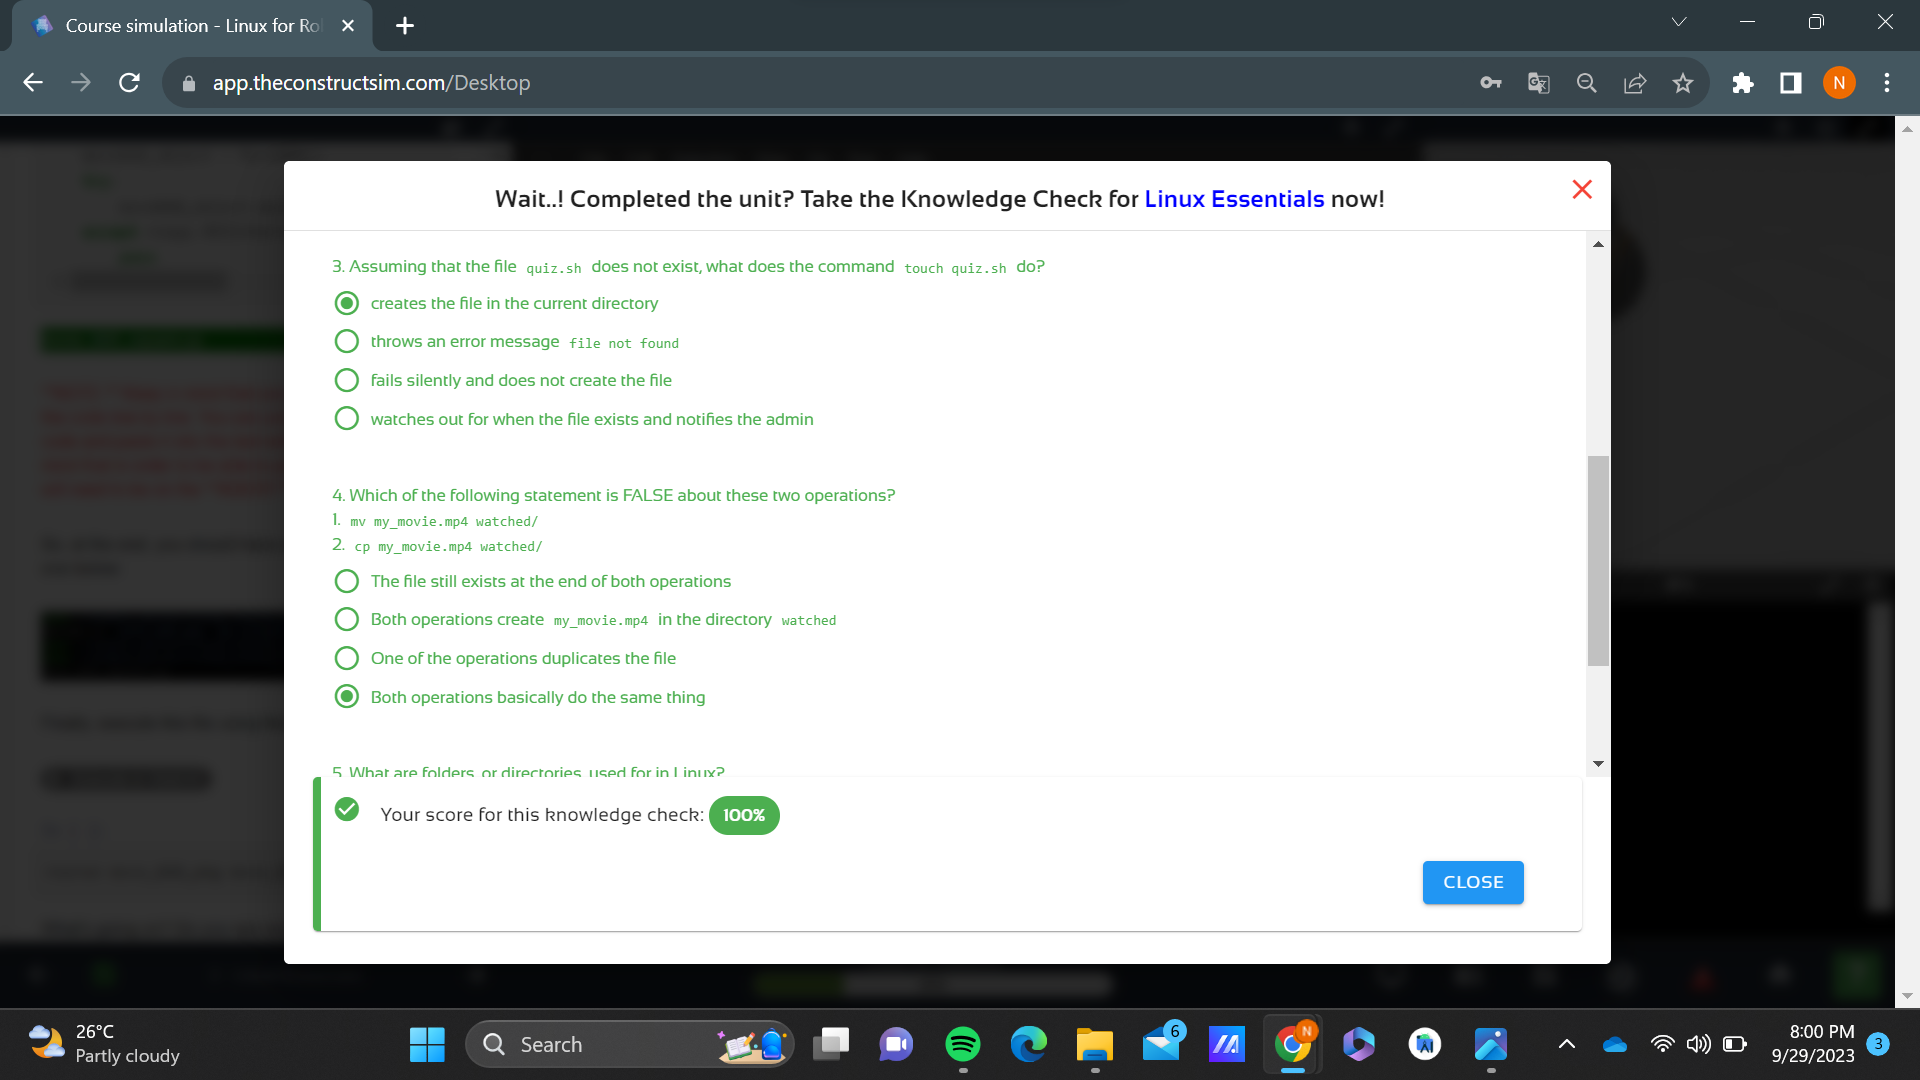 Course simulation - Linux for Ro
app.theconstructsim.com/Desktop
N
Wait..! Completed the unit? Take the Knowledge Check for Linux Essentials now!
3. Assuming that the file quiz.sh does not exist, what does the command touch quiz.sh do?
creates the file in the current directory
throws an error message file not found
fails silently and does not create the file
watches out for when the file exists and notifies the admin
4. Which of the following statement is FALSE about these two operations?
1. mv my_movie.mp4 watched/
2. cp my_movie.mp4 watched/
The file still exists at the end of both operations
Both operations create my_movie.mp4 in the directory watched
One of the operations duplicates the file
Both operations basically do the same thing
5. What are folders, or directories, used for in Linux?
Your score for this knowledge check: 100%
CLOSE
26°C
Partly cloudy
Search
6
N
8:00 PM
9/29/2023
3